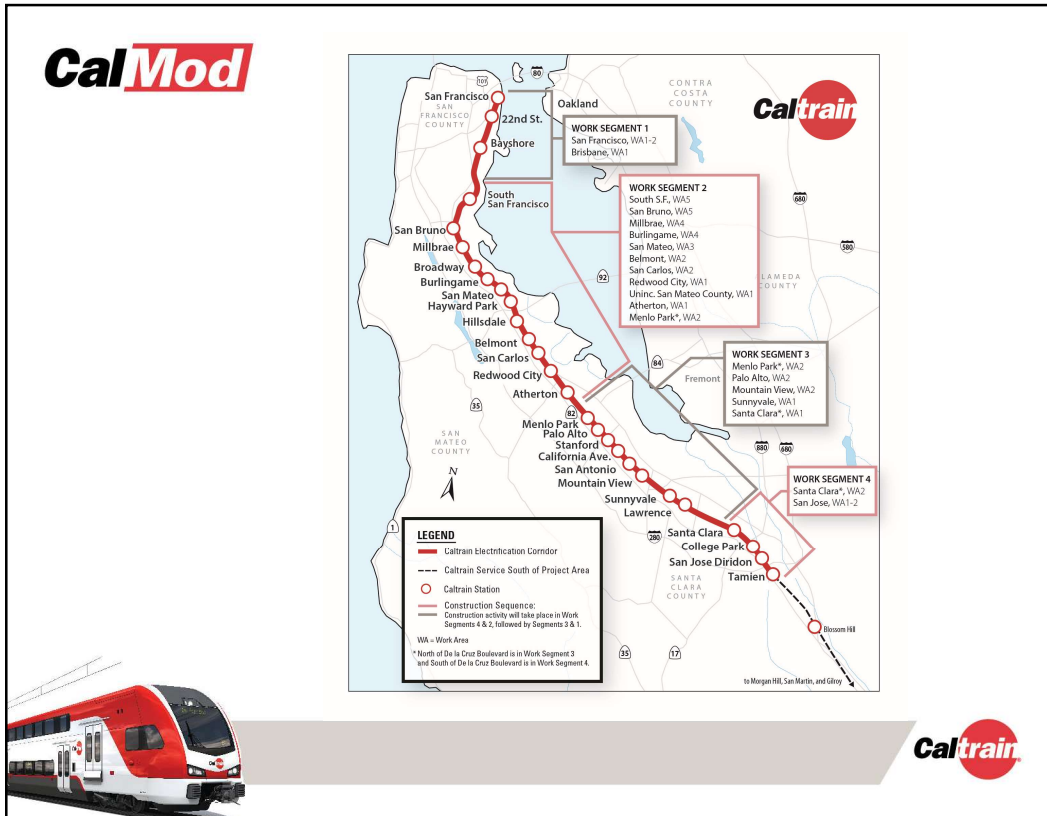 CalMod
Caltrain
101
80
CONTRA
COSTA
COUNTY
San Francisco
SAN
FRANCISCO
COUNTY
Oakland
22nd St.
Bayshore
WORK SEGMENT 1
San Francisco, WA1-2
Brisbane, WA1
South
San Francisco
WORK SEGMENT 2
South S.F., WA5
San Bruno, WA5
Millbrae, WA4
Burlingame, WA4
San Mateo, WA3
Belmont, WA2
San Carlos, WA2
Redwood City, WA1
Uninc. San Mateo County, WA1
Atherton, WA1
Menlo Park*, WA2
680
580
San Bruno
Millbrae
Broadway
Burlingame
San Mateo
Hayward Park
Hillsdale
Belmont
San Carlos
Redwood City
Atherton
92
ALAMEDA
COUNTY
84
Fremont
WORK SEGMENT 3
Menlo Park*, WA2
Palo Alto, WA2
Mountain View, WA2
Sunnyvale, WA1
Santa Clara*, WA1
35
82
SAN
MATEO
COUNTY
Menlo Park
Palo Alto
Stanford
California Ave.
San Antonio
Mountain View
Sunnyvale
Lawrence
880
680
WORK SEGMENT 4
Santa Clara*, WA2
San Jose, WA1-2
N
1
280
Santa Clara
College Park
San Jose Diridon
Tamien
SANTA
CLARA
COUNTY
LEGEND
Caltrain Electrification Corridor
Caltrain Service South of Project Area
Caltrain Station
Construction Sequence:
Construction activity will take place in Work
Segments 4 & 2, followed by Segments 3 & 1.
WA = Work Area
* North of De la Cruz Boulevard is in Work Segment 3
and South of De la Cruz Boulevard is in Work Segment 4.
Blossom Hill
35
17
to Morgan Hill, San Martin, and Gilroy
Caltrain